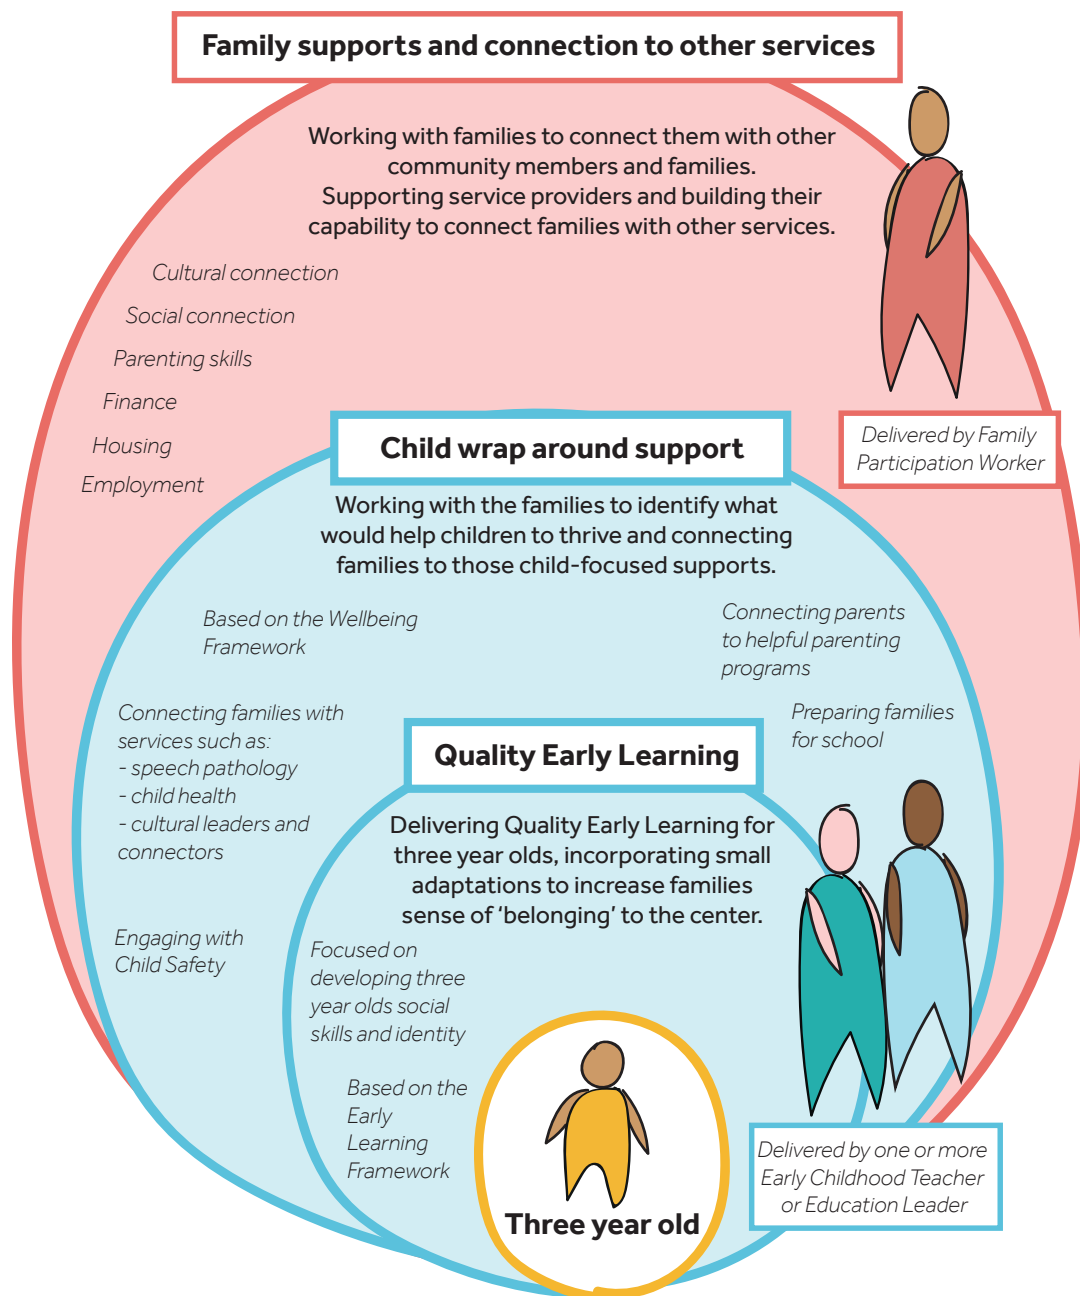 Family supports and connection to other services
Working with families to connect them with other
community members and families.
Supporting service providers and building their
capability to connect families with other services.
Cultural connection
Social connection
Parenting skills
Finance
Housing
Employment
Delivered by Family
Participation Worker
Child wrap around support
Working with the families to identify what
would help children to thrive and connecting
families to those child-focused supports.
Based on the Wellbeing
Framework
Connecting parents
to helpful parenting
programs
Connecting families with
services such as:
- speech pathology
- child health
- cultural leaders and
connectors
Preparing families
for school
Engaging with
Child Safety
Quality Early Learning
Delivering Quality Early Learning for
three year olds, incorporating small
adaptations to increase families
sense of ‘belonging’ to the center.
Focused on
developing three
year olds social
skills and identity
Based on the
Early
Learning
Framework
Three year old
Delivered by one or more
Early Childhood Teacher
or Education Leader